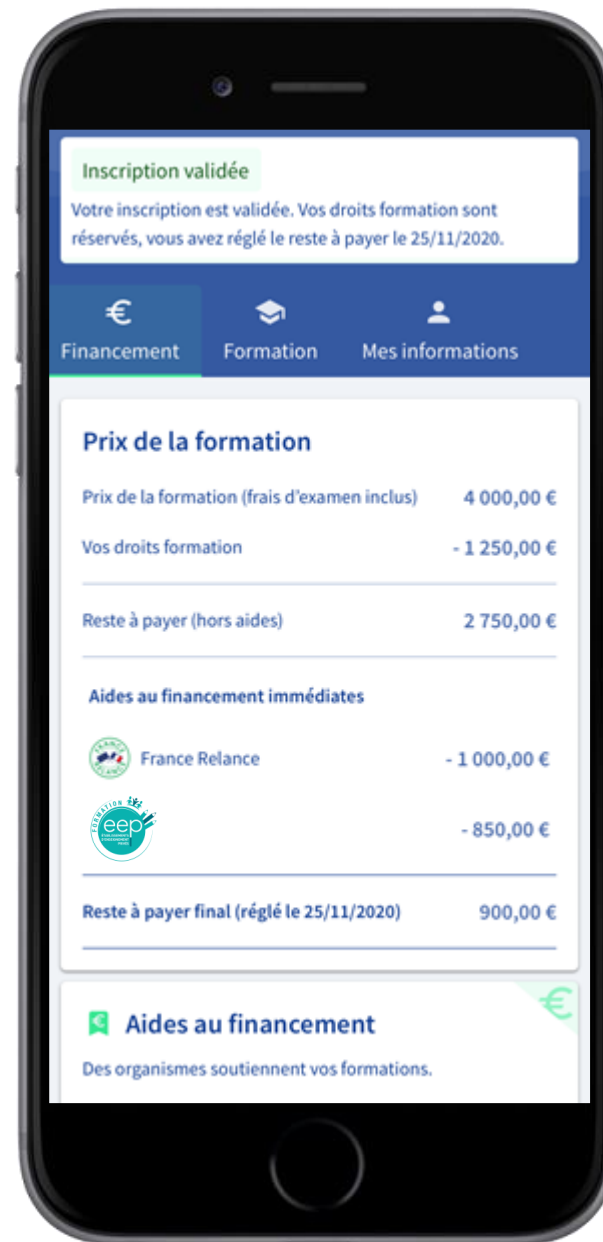 Inscription validée
Votre inscription est validée. Vos droits formation sont
réservés, vous avez réglé le reste à payer le 25/11/2020.
Financement Formation Mes informations
Prix de la formation
Prix de la formation (frais d'examen inclus) 4 000,00 €
Vos droits formation - 1 250,00 €
Reste à payer (hors aides) 2 750,00 €
Aides au financement immédiates
FRANCE RELANCE France Relance - 1 000,00 €
FORMATION eep - 850,00 €
Reste à payer final (réglé le 25/11/2020) 900,00 €
Aides au financement
Des organismes soutiennent vos formations.